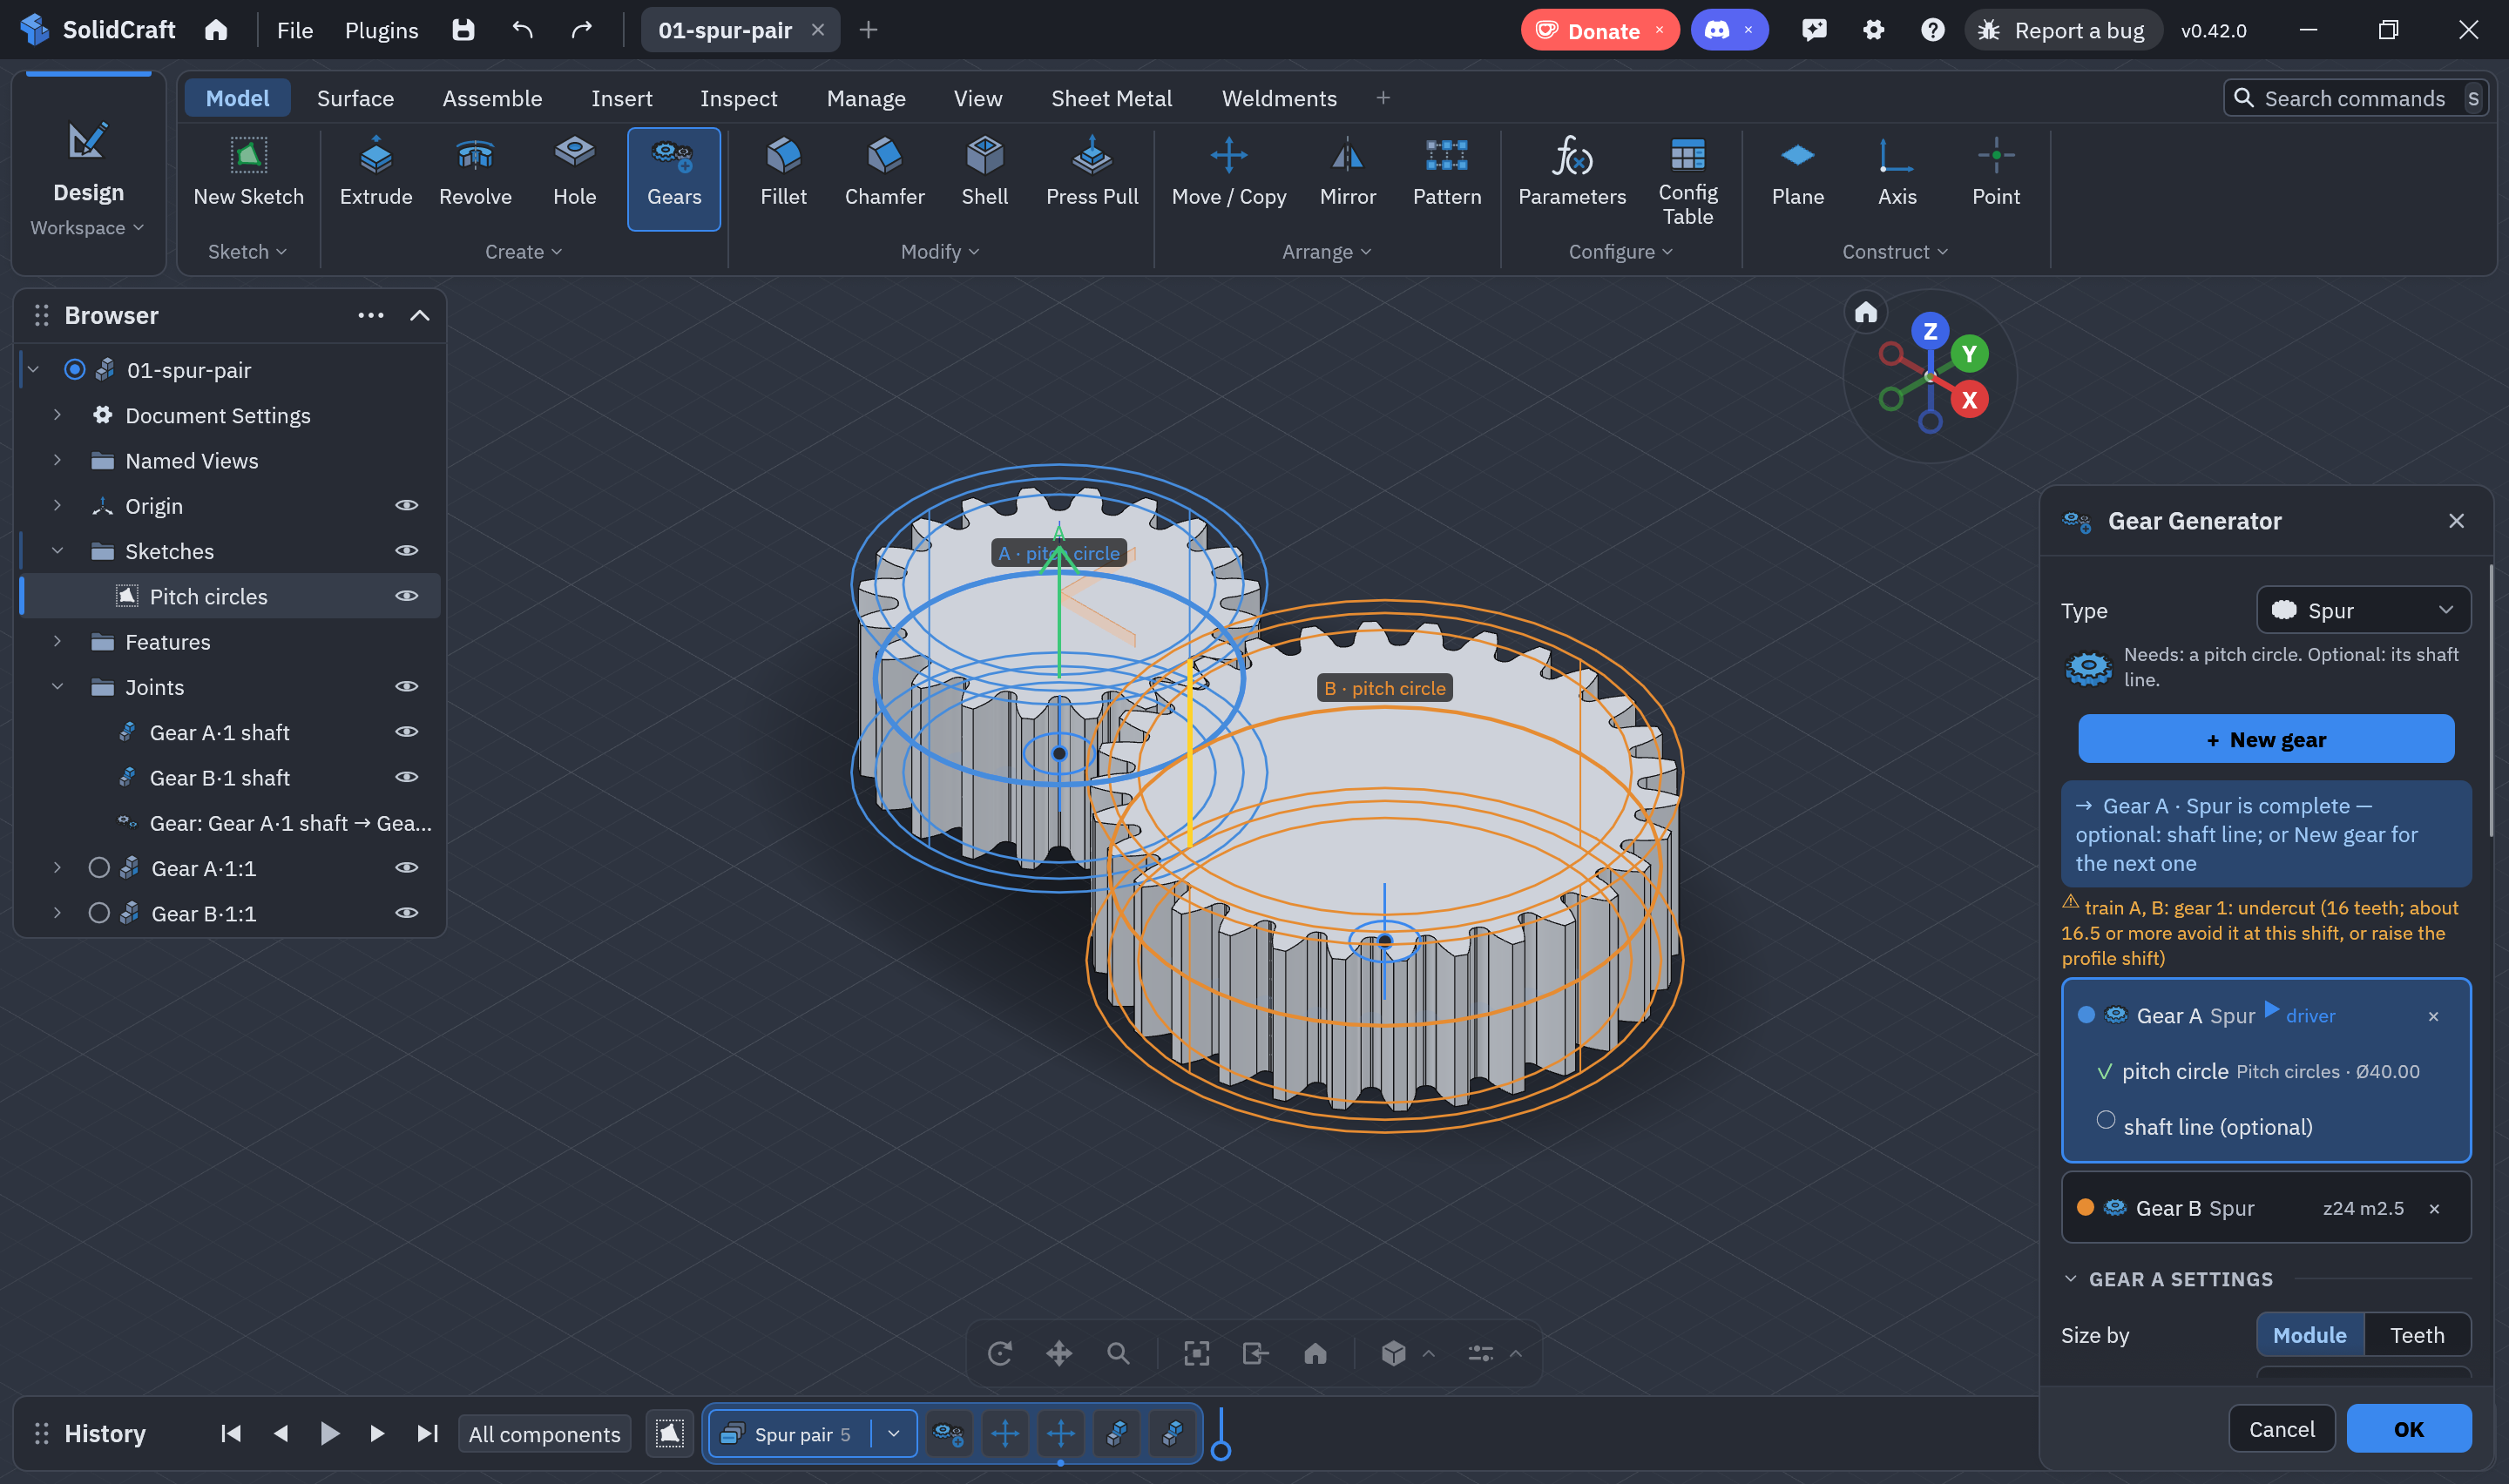 SolidCraft
File
Plugins
01-spur-pair
Donate
Report a bug
v0.42.0
Design
Workspace
Model
Surface
Assemble
Insert
Inspect
Manage
View
Sheet Metal
Weldments
Search commands
S
New Sketch
Extrude
Revolve
Hole
Gears
Fillet
Chamfer
Shell
Press Pull
Move / Copy
Mirror
Pattern
Parameters
Config
Table
Plane
Axis
Point
Sketch
Create
Modify
Arrange
Configure
Construct
Browser
01-spur-pair
Document Settings
Named Views
Origin
Sketches
Pitch circles
Features
Joints
Gear A·1 shaft
Gear B·1 shaft
Gear: Gear A·1 shaft → Gea...
Gear A·1:1
Gear B·1:1
Z
Y
X
A
A · pitch circle
B · pitch circle
Gear Generator
Type
Spur
Needs: a pitch circle. Optional: its shaft
line.
+ New gear
→ Gear A · Spur is complete —
optional: shaft line; or New gear for
the next one
⚠ train A, B: gear 1: undercut (16 teeth; about
16.5 or more avoid it at this shift, or raise the
profile shift)
Gear A Spur ▶ driver ×
✓ pitch circle Pitch circles · Ø40.00
○ shaft line (optional)
Gear B Spur z24 m2.5 ×
GEAR A SETTINGS
Size by
Module
Teeth
Cancel
OK
History
All components
Spur pair 5